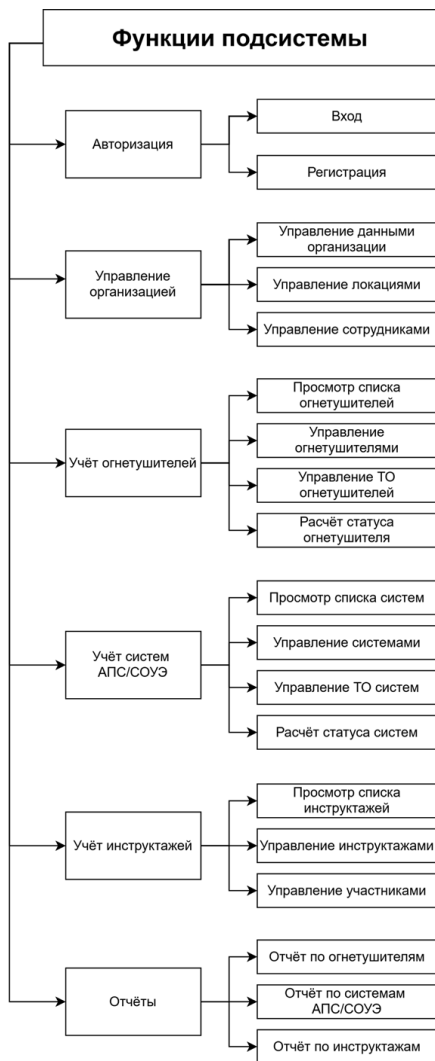 Функции подсистемы
Авторизация
Вход
Регистрация
Управление
организацией
Управление данными
организации
Управление локациями
Управление сотрудниками
Учёт огнетушителей
Просмотр списка
огнетушителей
Управление
огнетушителями
Управление ТО
огнетушителей
Расчёт статуса
огнетушителя
Учёт систем
АПС/СОУЭ
Просмотр списка систем
Управление системами
Управление ТО систем
Расчёт статуса систем
Учёт инструктажей
Просмотр списка
инструктажей
Управление инструктажами
Управление участниками
Отчёты
Отчёт по огнетушителям
Отчёт по системам
АПС/СОУЭ
Отчёт по инструктажам